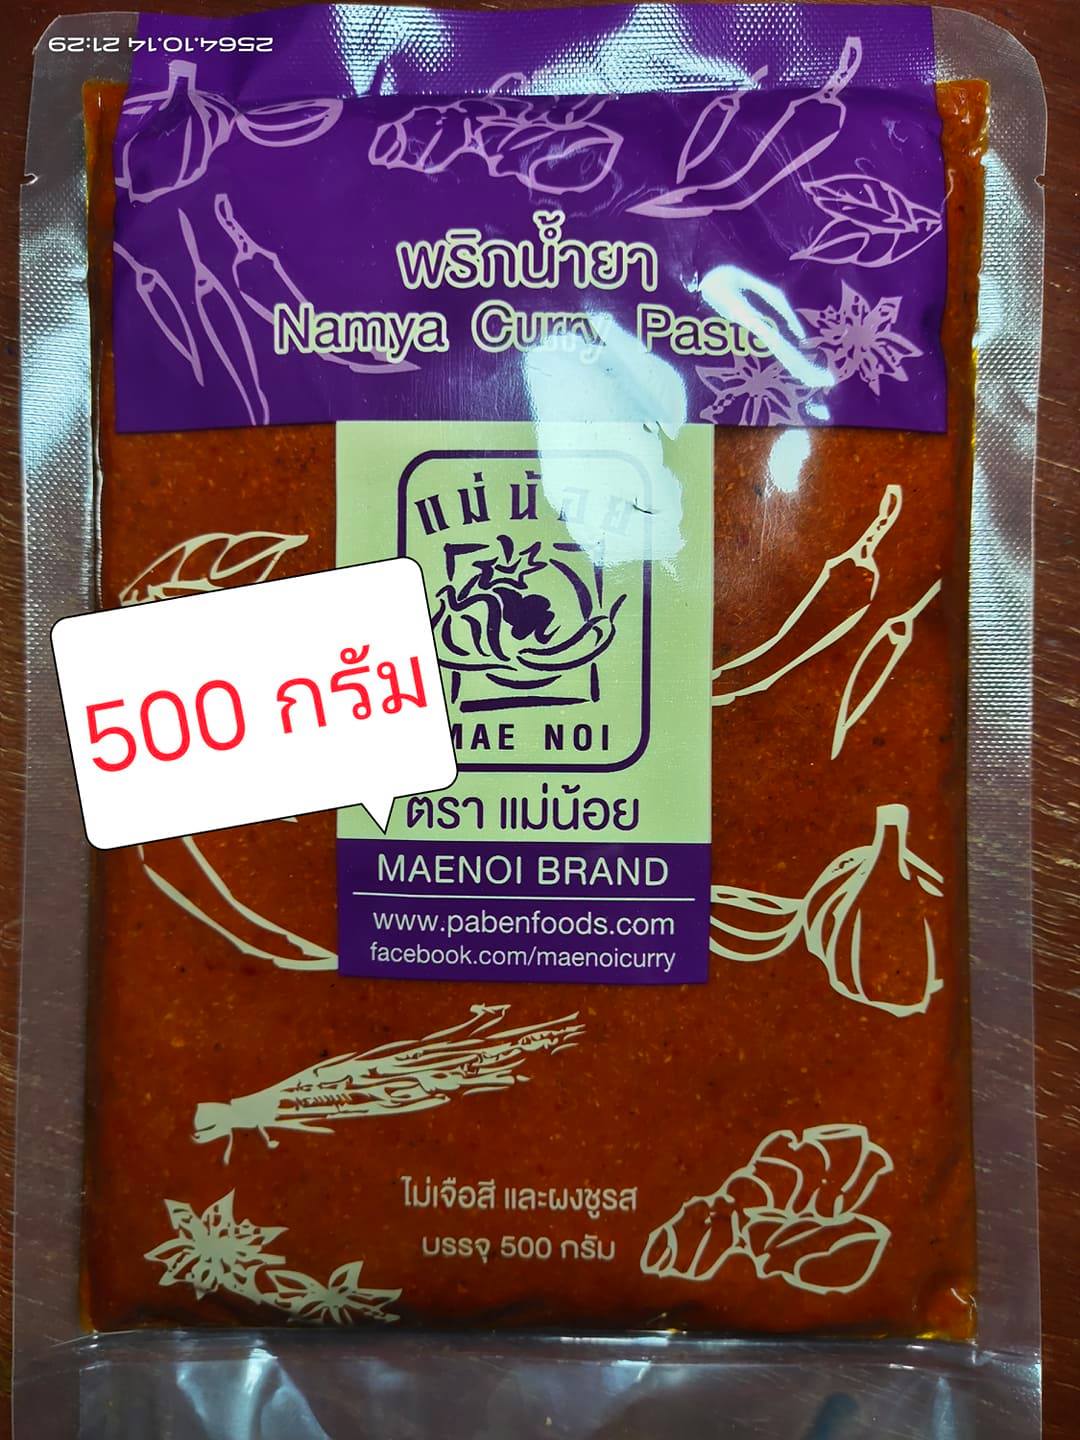 2564.10.14 21:29
พริกน้ำยา
Namya Curry Paste
แม่น้อย
500 กรัม
MAE NOI
ตรา แม่น้อย
MAENOI BRAND
www.pabenfoods.com
facebook.com/maenoicurry
ไม่เจือสี และผงชูรส
บรรจุ 500 กรัม